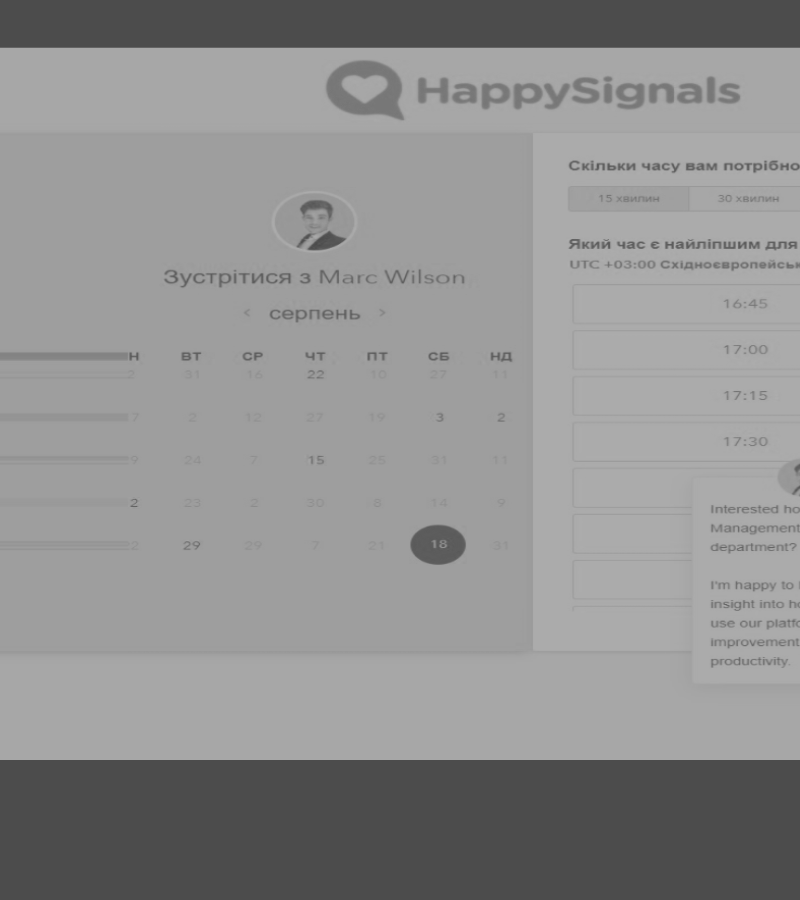 HappySignals
Скільки часу вам потрібно
15 хвилин 30 хвилин
Зустрітися з Marc Wilson
серпень
Який час є найліпшим для
UTC +03:00 Східноєвропейськ
16:45
17:00
17:15
17:30
Н ВТ СР ЧТ ПТ СБ НД
2 31 16 22 10 27 11
7 2 12 27 19 3 2
9 24 7 15 25 31 11
2 23 2 30 8 14 9
2 29 29 7 21 18 31
Interested ho
Management
department?
I'm happy to
insight into ho
use our platfo
improvement
productivity.